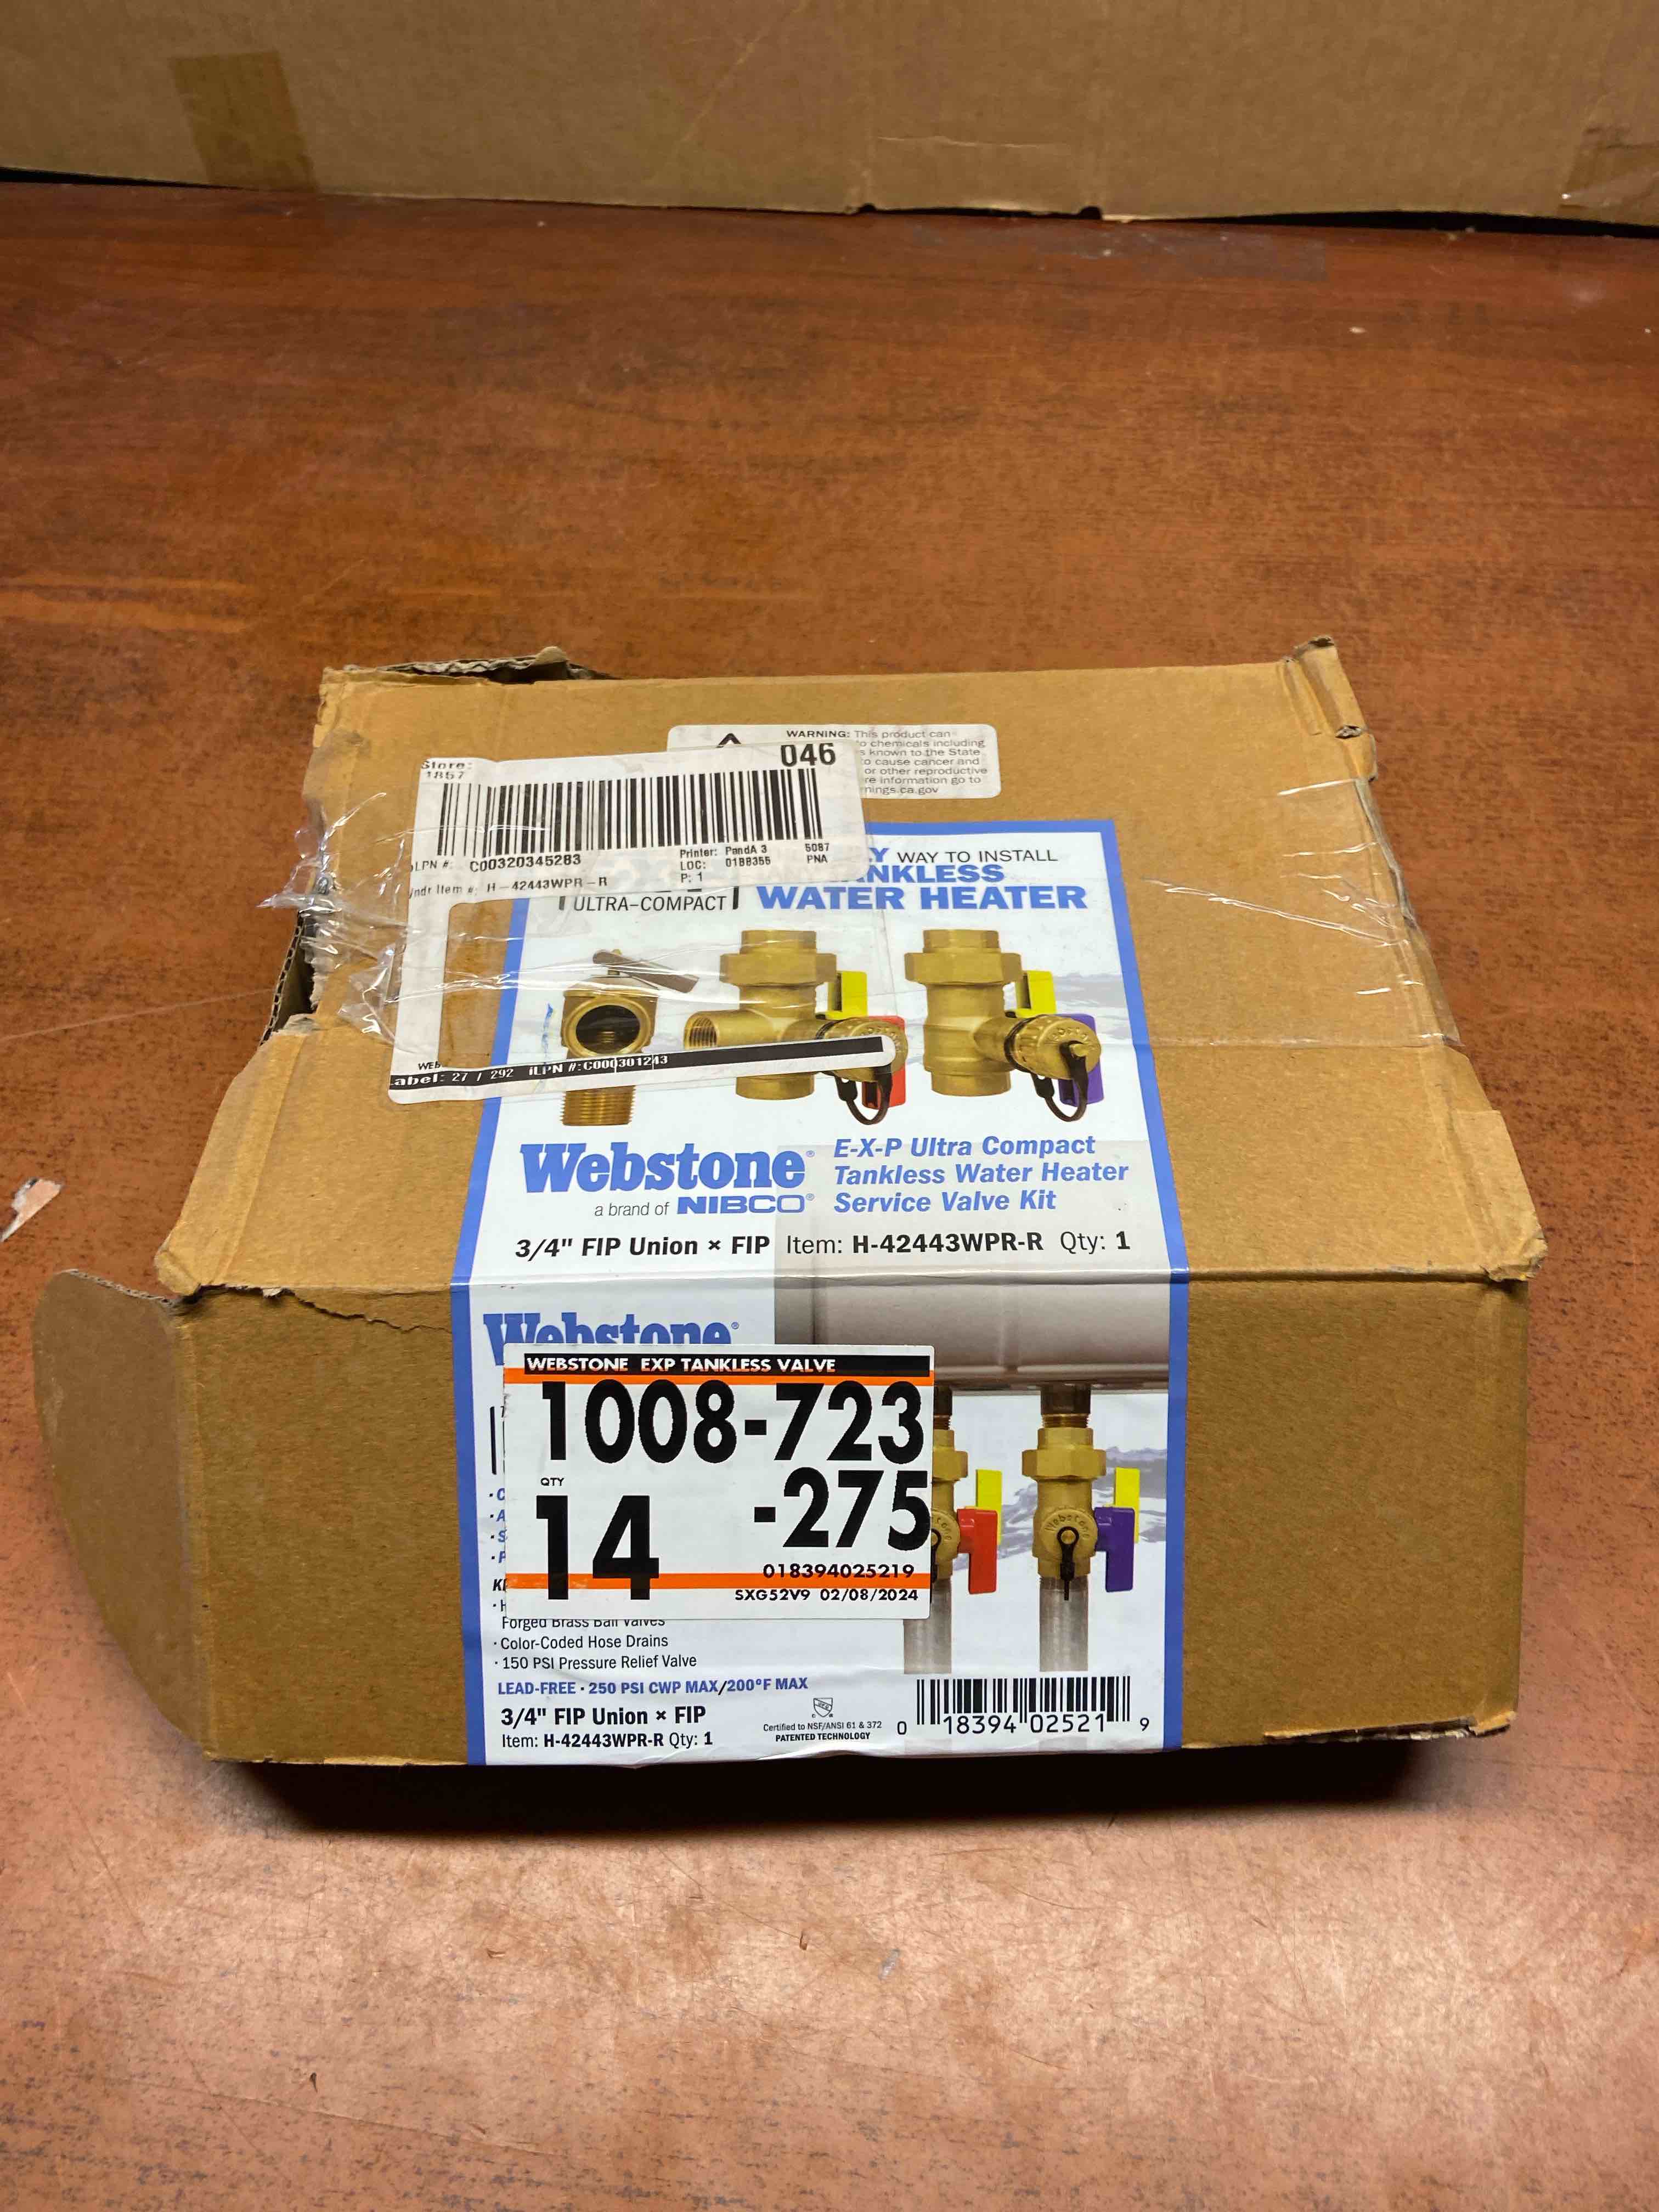 WARNING: This product can
o chemicals including
s known to the State
o cause cancer and
or other reproductive
re information go to
nings.ca.gov
Store:
1857
046
LPN #: C00320345283
Printer: PandA 3 5087
LOC: 01BB355 PNA
P: 1
Vndr Item #: H-42443WPR-R
Y WAY TO INSTALL
NKLESS
ULTRA-COMPACT
WATER HEATER
WEB
abel: 27 / 292 iLPN #:C000301243
Webstone®
a brand of NIBCO®
E-X-P Ultra Compact
Tankless Water Heater
Service Valve Kit
3/4" FIP Union × FIP Item: H-42443WPR-R Qty: 1
Webstone®
WEBSTONE EXP TANKLESS VALVE
1008-723
-275
QTY
14
018394025219
SXG52V9 02/08/2024
Forged Brass Ball Valves
· Color-Coded Hose Drains
· 150 PSI Pressure Relief Valve
LEAD-FREE · 250 PSI CWP MAX/200°F MAX
3/4" FIP Union × FIP
Item: H-42443WPR-R Qty: 1
Certified to NSF/ANSI 61 & 372
PATENTED TECHNOLOGY
0 18394 02521 9